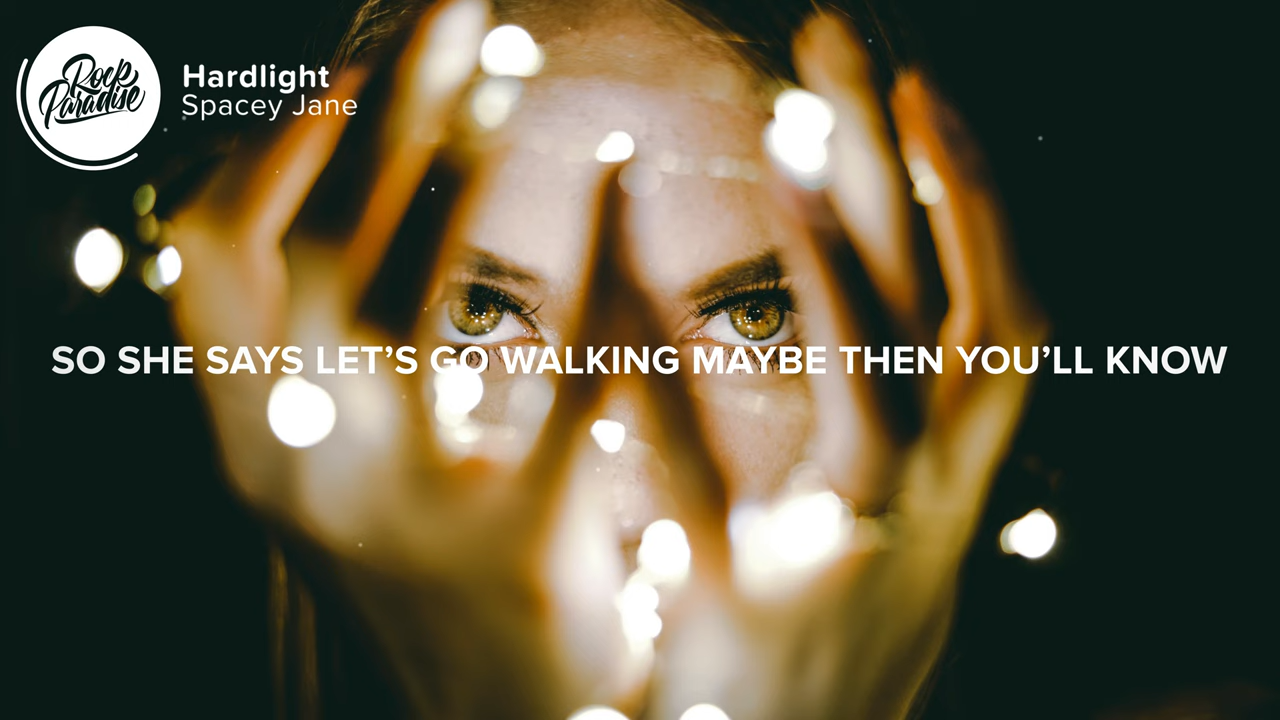 Rock
Paradise
Hardlight
Spacey Jane
SO SHE SAYS LET’S GO WALKING MAYBE THEN YOU’LL KNOW